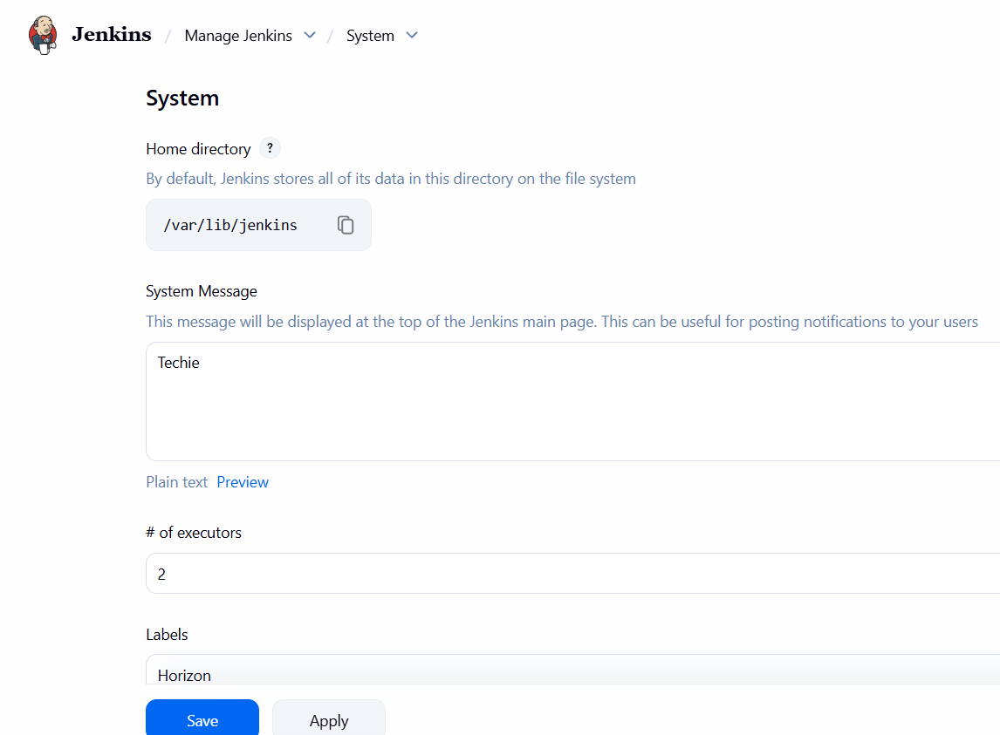 Jenkins / Manage Jenkins / System
System
Home directory ?
By default, Jenkins stores all of its data in this directory on the file system
/var/lib/jenkins
System Message
This message will be displayed at the top of the Jenkins main page. This can be useful for posting notifications to your users
Techie
Plain text Preview
# of executors
2
Labels
Horizon
Save Apply